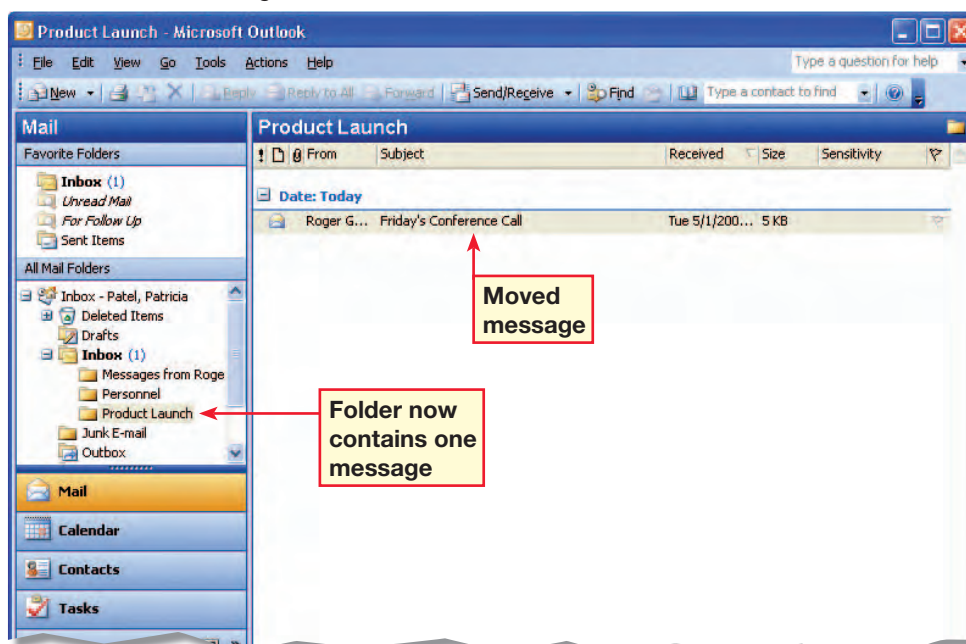 Product Launch - Microsoft Outlook
File Edit View Go Tools Actions Help Type a question for help
New Reply Reply to All Forward Send/Receive Find Type a contact to find
Mail
Product Launch
Favorite Folders
! From Subject Received Size Sensitivity
Inbox (1)
Unread Mail
For Follow Up
Sent Items
Date: Today
Roger G... Friday's Conference Call Tue 5/1/200... 5 KB
All Mail Folders
Inbox - Patel, Patricia
Deleted Items
Drafts
Inbox (1)
Messages from Roge
Personnel
Product Launch
Junk E-mail
Outbox
Moved
message
Folder now
contains one
message
Mail
Calendar
Contacts
Tasks